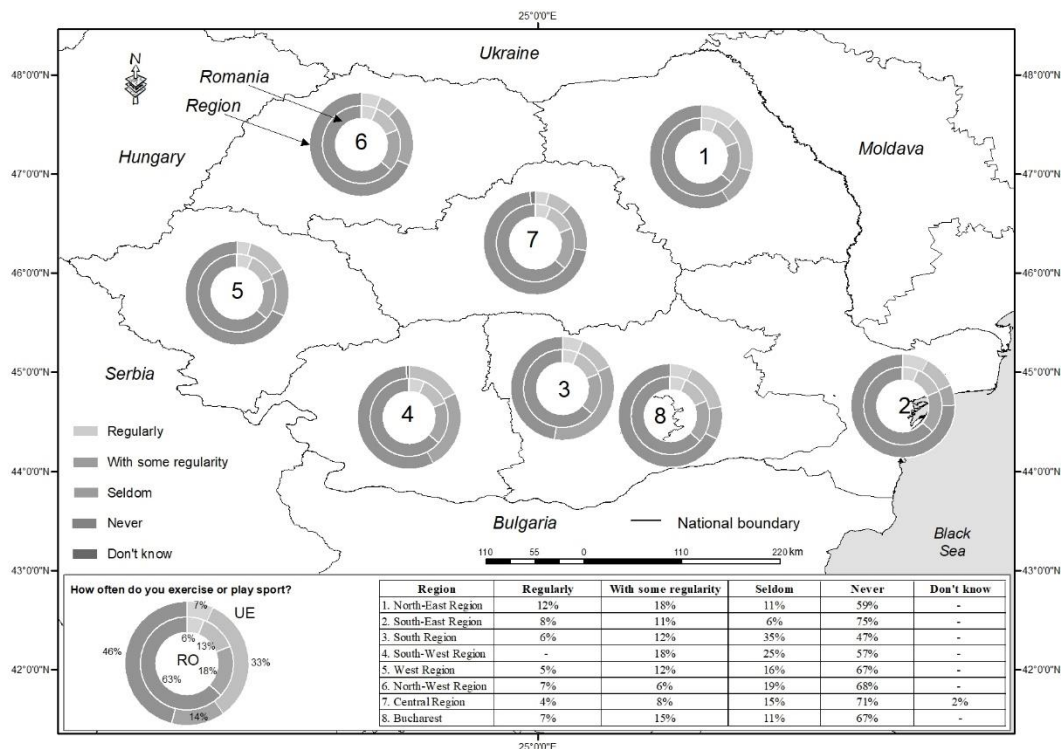 25°0'0"E
Ukraine
N
48°0'0"N
48°0'0"N
Romania
Region
6
1
Hungary
Moldava
47°0'0"N
47°0'0"N
7
46°0'0"N
46°0'0"N
5
45°0'0"N
45°0'0"N
Serbia
3
4
8
2
Regularly
With some regularity
Seldom
Never
Don't know
44°0'0"N
44°0'0"N
Bulgaria
National boundary
Black
Sea
110 55 0 110 220 km
43°0'0"N
43°0'0"N
How often do you exercise or play sport?
7%
UE
6%
13%
46%
RO
33%
18%
63%
14%
42°0'0"N
42°0'0"N
Region Regularly With some regularity Seldom Never Don't know
1. North-East Region 12% 18% 11% 59% -
2. South-East Region 8% 11% 6% 75% -
3. South Region 6% 12% 35% 47% -
4. South-West Region - 18% 25% 57% -
5. West Region 5% 12% 16% 67% -
6. North-West Region 7% 6% 19% 68% -
7. Central Region 4% 8% 15% 71% 2%
8. Bucharest 7% 15% 11% 67% -
25°0'0"E